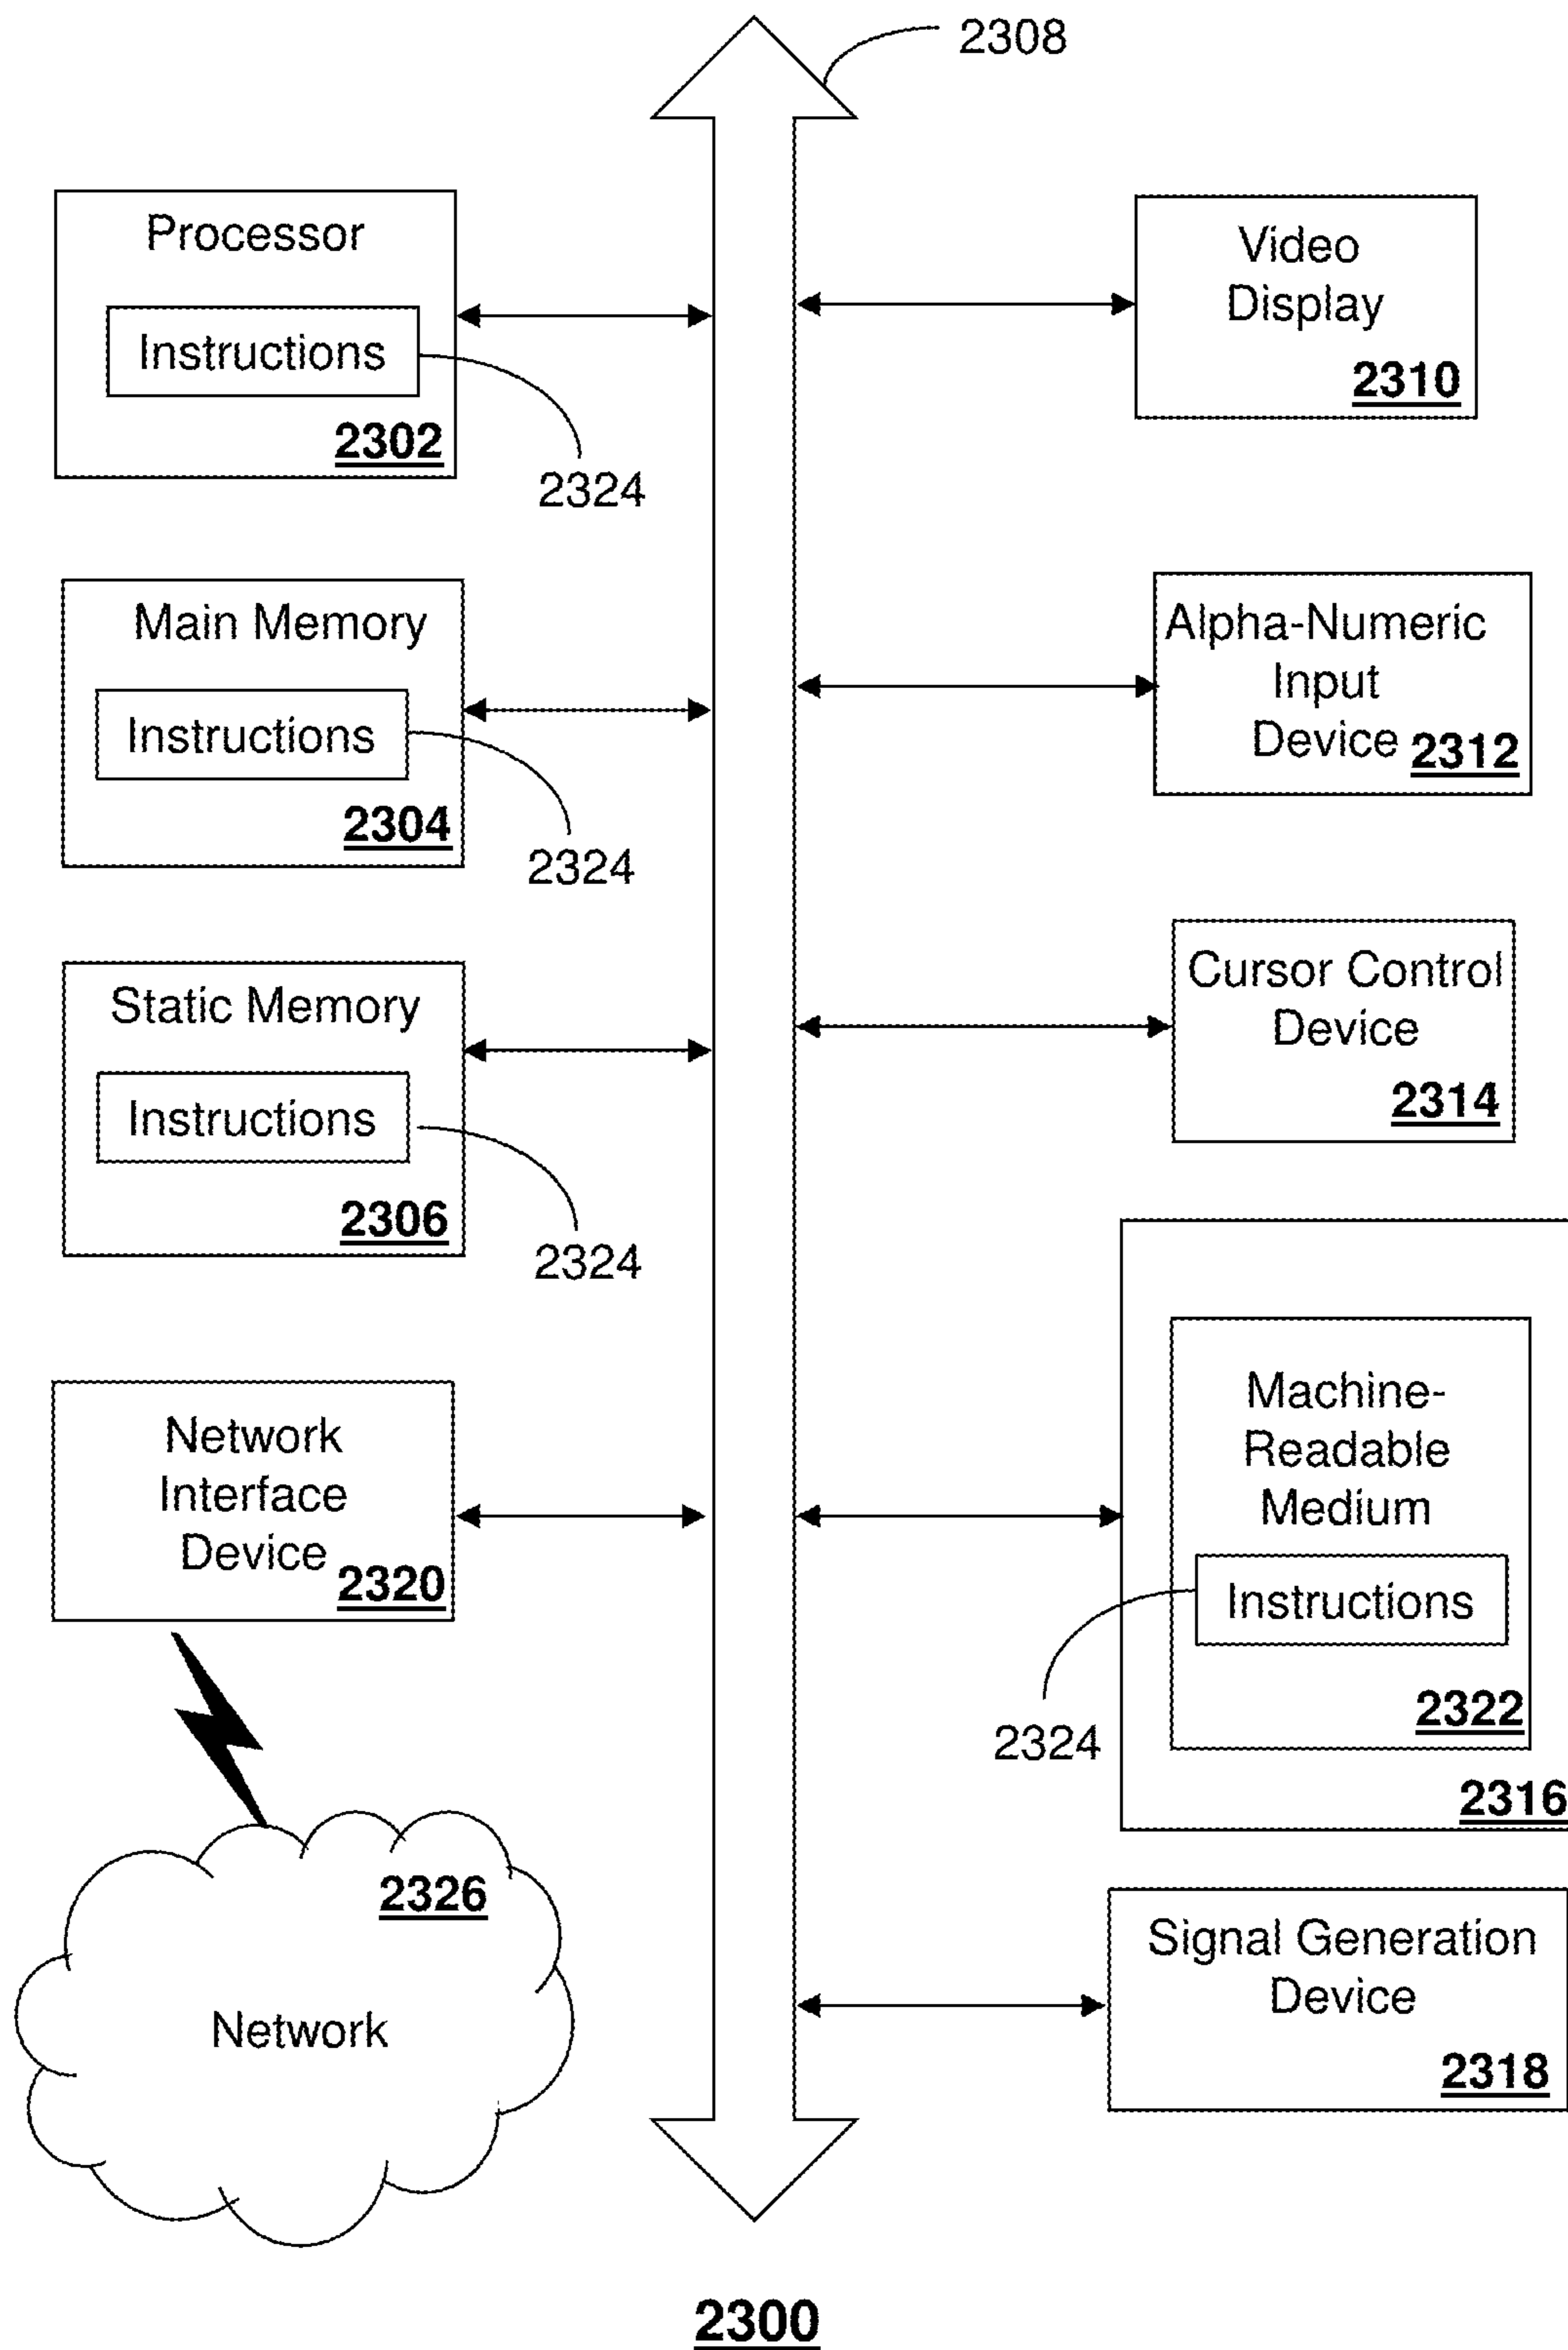 2308
Processor
Instructions
2302
2324
Main Memory
Instructions
2304
2324
Static Memory
Instructions
2306
2324
Network
Interface
Device
2320
2326
Network
Video
Display
2310
Alpha-Numeric
Input
Device 2312
Cursor Control
Device
2314
Machine-
Readable
Medium
Instructions
2322
2324
2316
Signal Generation
Device
2318
2300